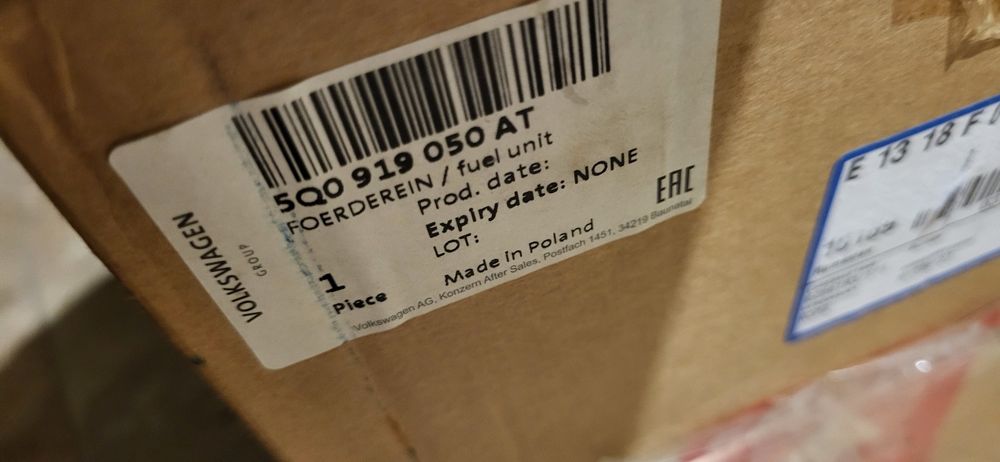 5Q0 919 050 AT
FOERDEREIN / fuel unit
Prod. date:
Expiry date: NONE
LOT:
EAC
1
Piece
Made in Poland
Volkswagen AG, Konzern After Sales, Postfach 1451, 34219 Baunatal
VOLKSWAGEN
GROUP
E 13 18 F